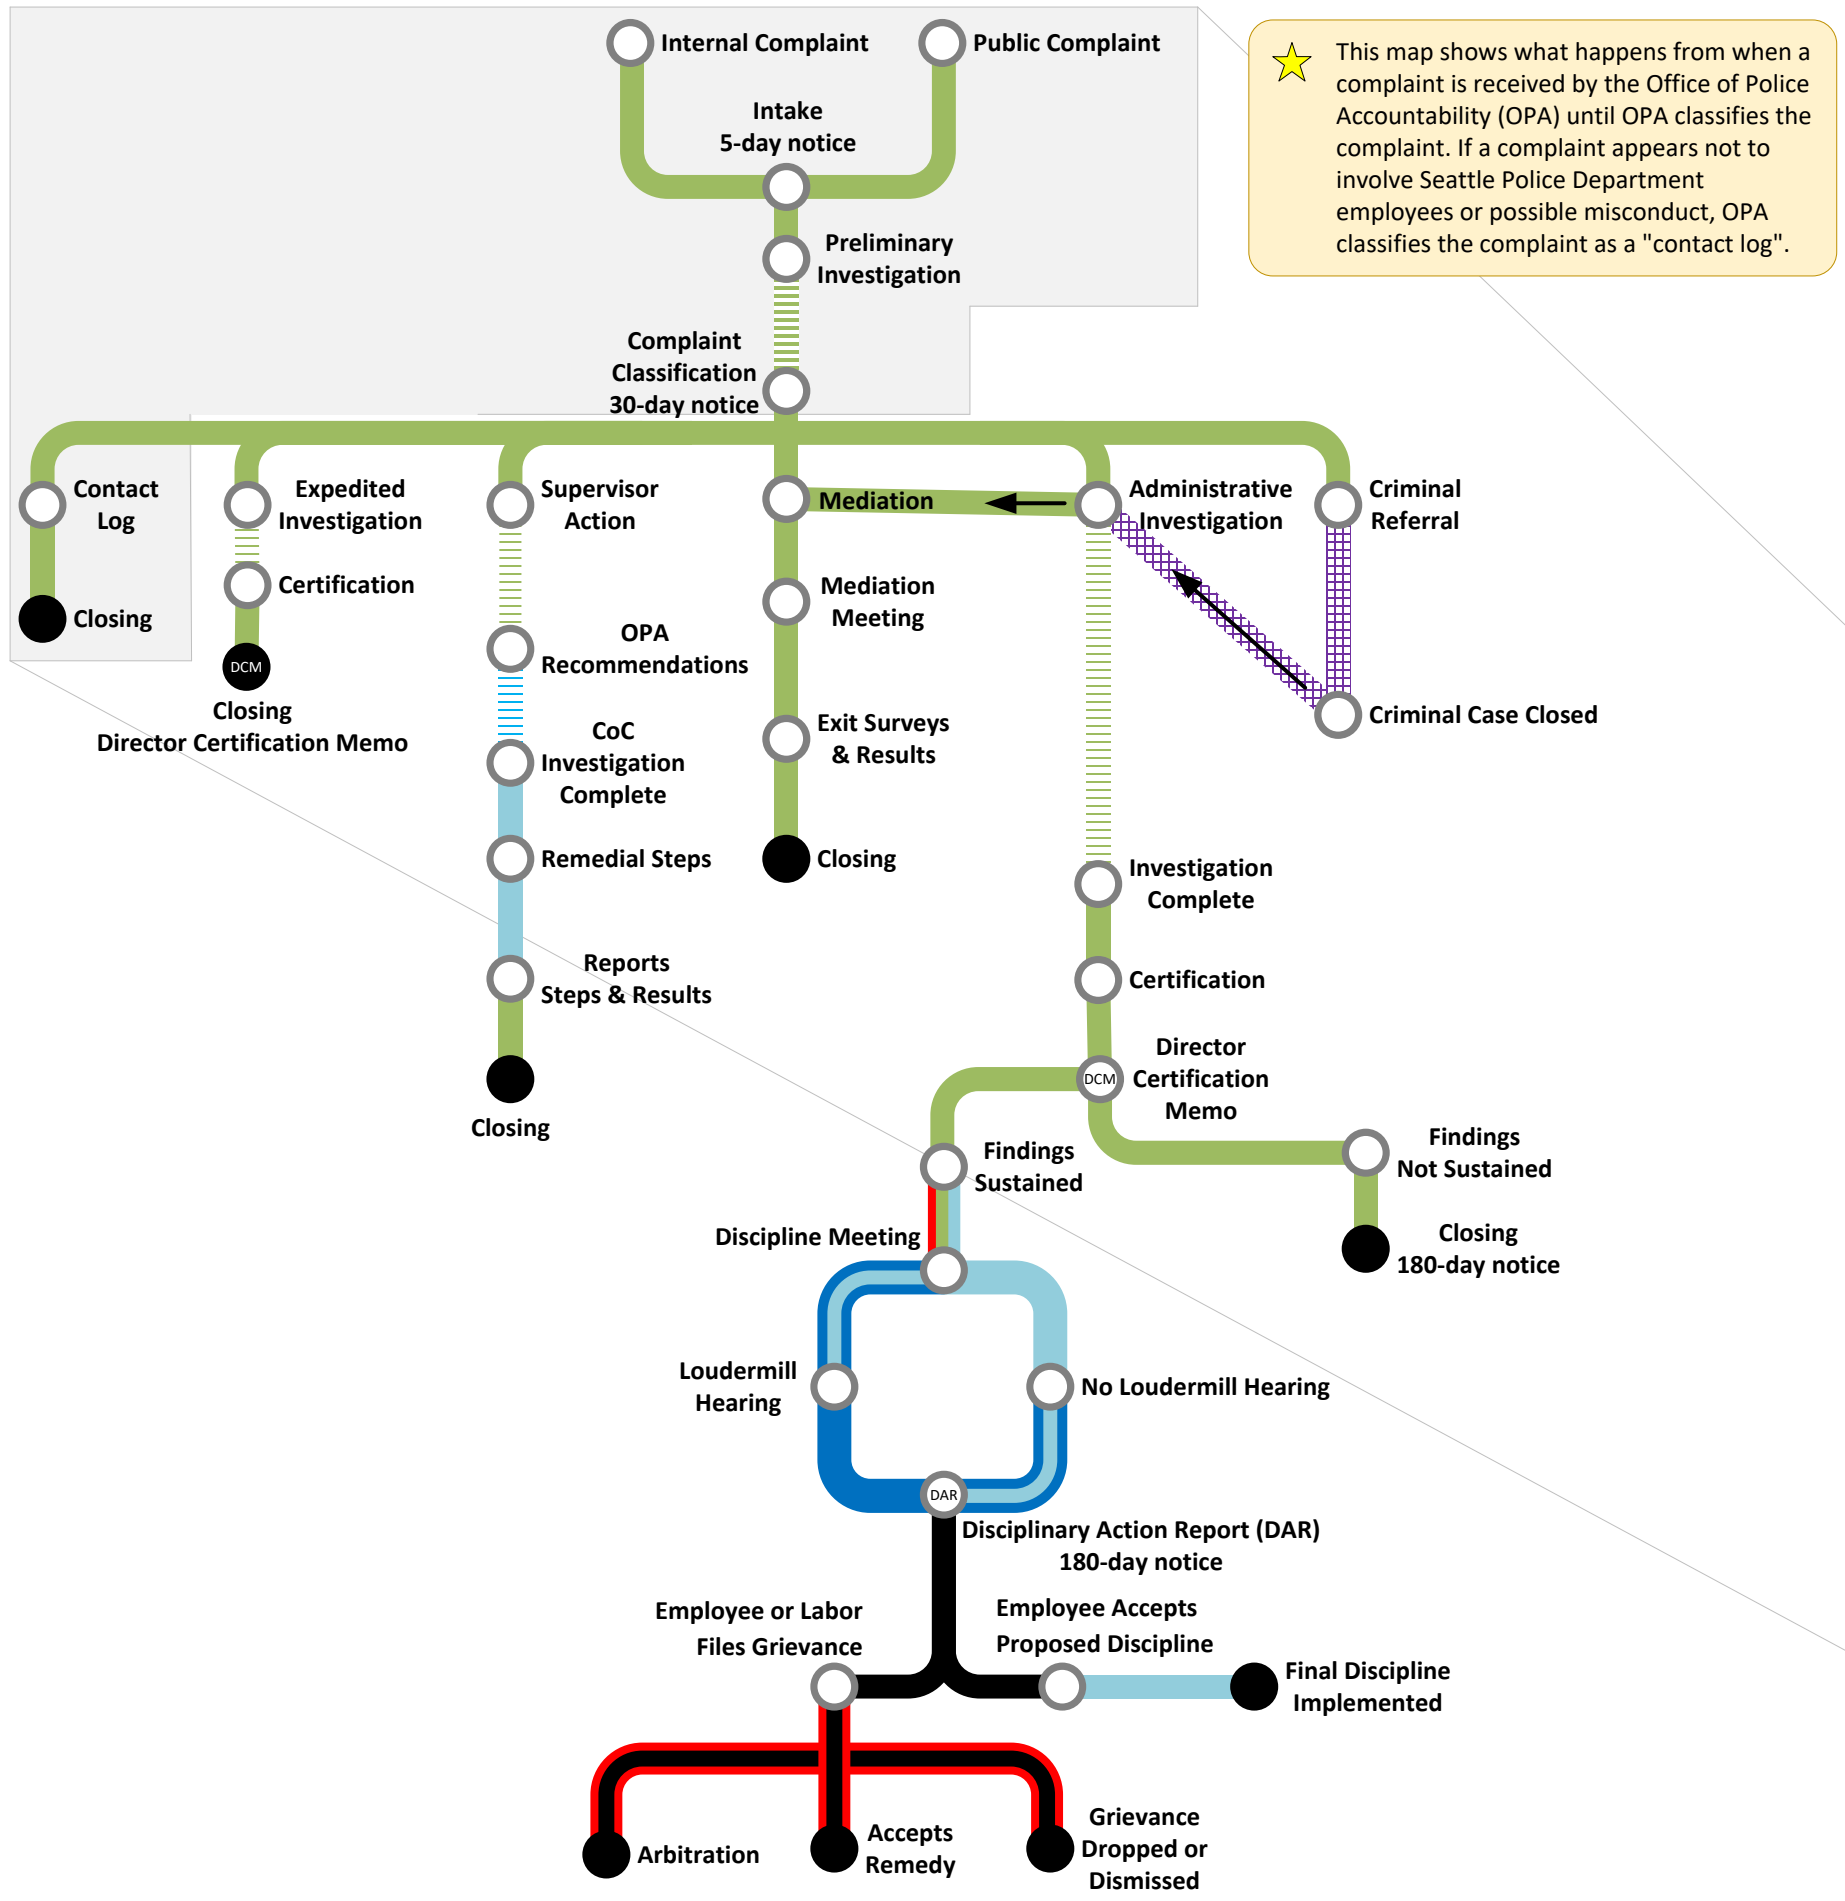 Internal Complaint
Public Complaint
This map shows what happens from when a
complaint is received by the Office of Police
Accountability (OPA) until OPA classifies the
complaint. If a complaint appears not to
involve Seattle Police Department
employees or possible misconduct, OPA
classifies the complaint as a "contact log".
Intake
5-day notice
Preliminary
Investigation
Complaint
Classification
30-day notice
Contact
Log
Expedited
Investigation
Supervisor
Action
Mediation
Administrative
Investigation
Criminal
Referral
Closing
Certification
DCM
Closing
Director Certification Memo
OPA
Recommendations
CoC
Investigation
Complete
Remedial Steps
Reports
Steps & Results
Closing
Mediation
Meeting
Exit Surveys
& Results
Closing
Criminal Case Closed
Investigation
Complete
Certification
DCM
Director
Certification
Memo
Findings
Sustained
Findings
Not Sustained
Closing
180-day notice
Discipline Meeting
Loudermill
Hearing
No Loudermill Hearing
DAR
Disciplinary Action Report (DAR)
180-day notice
Employee or Labor
Files Grievance
Employee Accepts
Proposed Discipline
Final Discipline
Implemented
Arbitration
Accepts
Remedy
Grievance
Dropped or
Dismissed